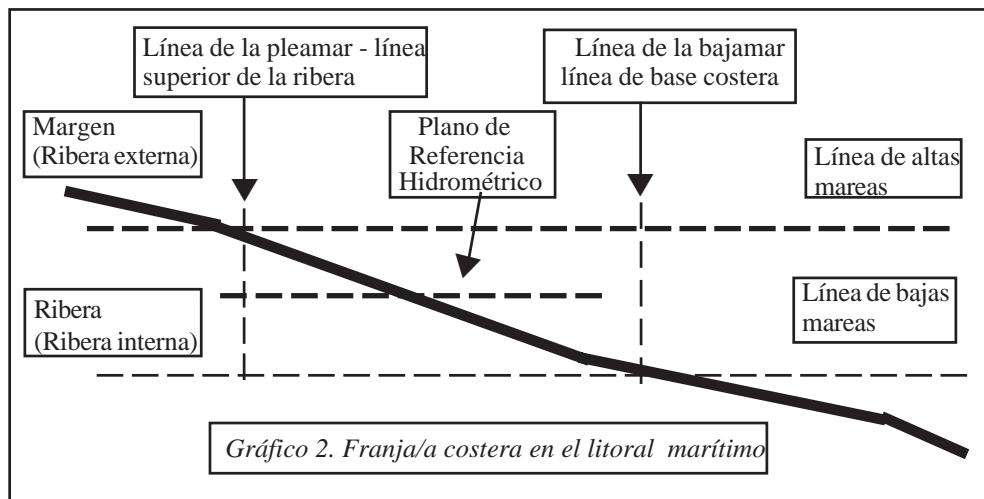 Línea de la pleamar - línea
superior de la ribera
Línea de la bajamar
línea de base costera
Margen
(Ribera externa)
Plano de
Referencia
Hidrométrico
Línea de altas
mareas
Ribera
(Ribera interna)
Línea de bajas
mareas
Gráfico 2. Franja/a costera en el litoral marítimo